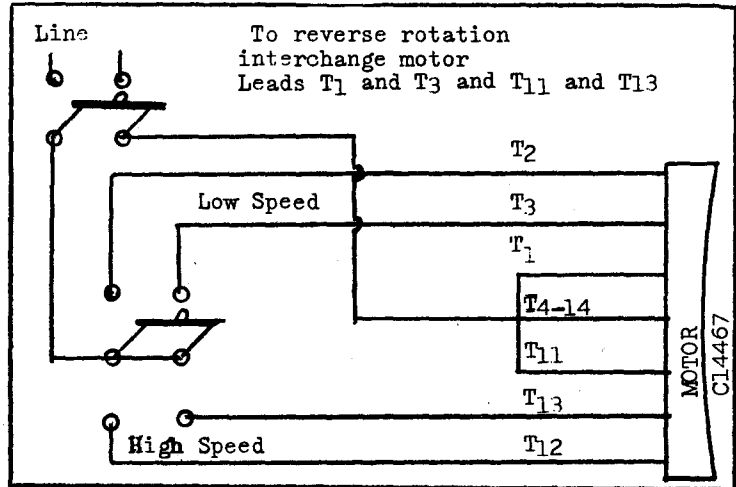 Line
To reverse rotation
interchange motor
Leads T1 and T3 and T11 and T13
T2
Low Speed
T3
T1
T4-14
T11
T13
High Speed
T12
MOTOR
C14467